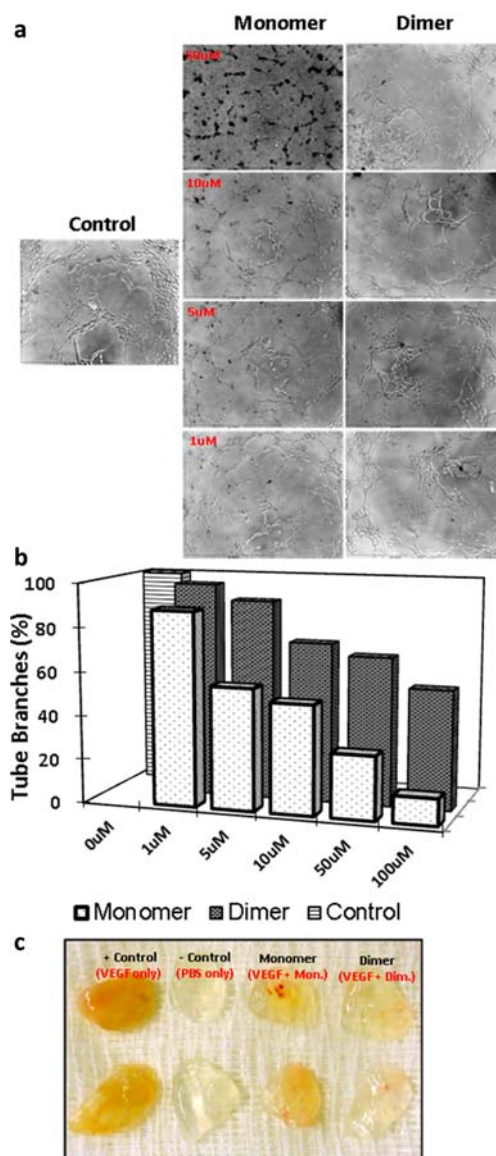 a
Monomer Dimer
10uM
Control
5uM
1uM
b
Tube Branches (%)
100
80
60
40
20
0
0uM 1uM 5uM 10uM 50uM 100uM
Monomer Dimer Control
c
+ Control - Control Monomer Dimer
(VEGF only) (PBS only) (VEGF+ Mon.) (VEGF+ Dim.)